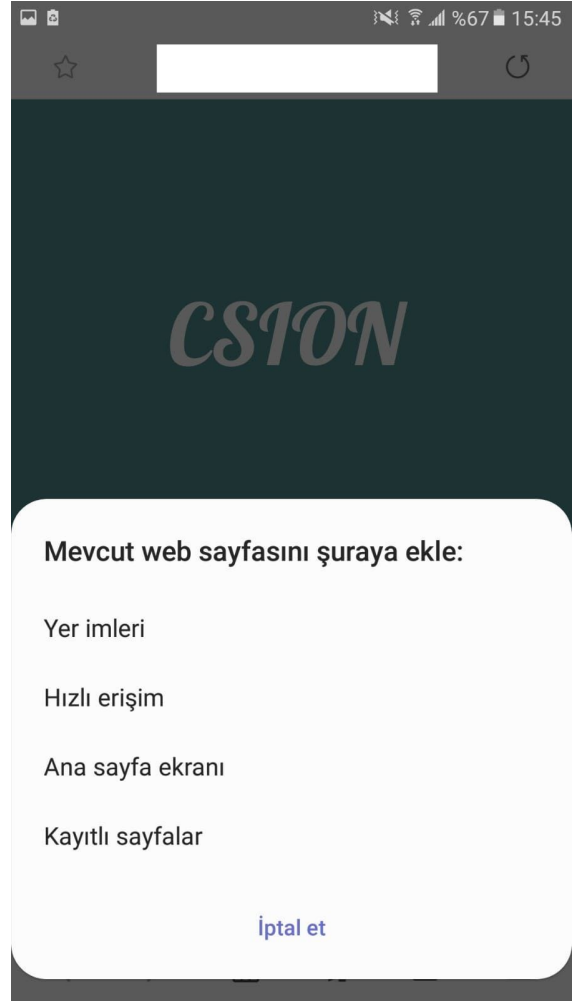 %67 15:45
CSION
Mevcut web sayfasını şuraya ekle:
Yer imleri
Hızlı erişim
Ana sayfa ekranı
Kayıtlı sayfalar
İptal et